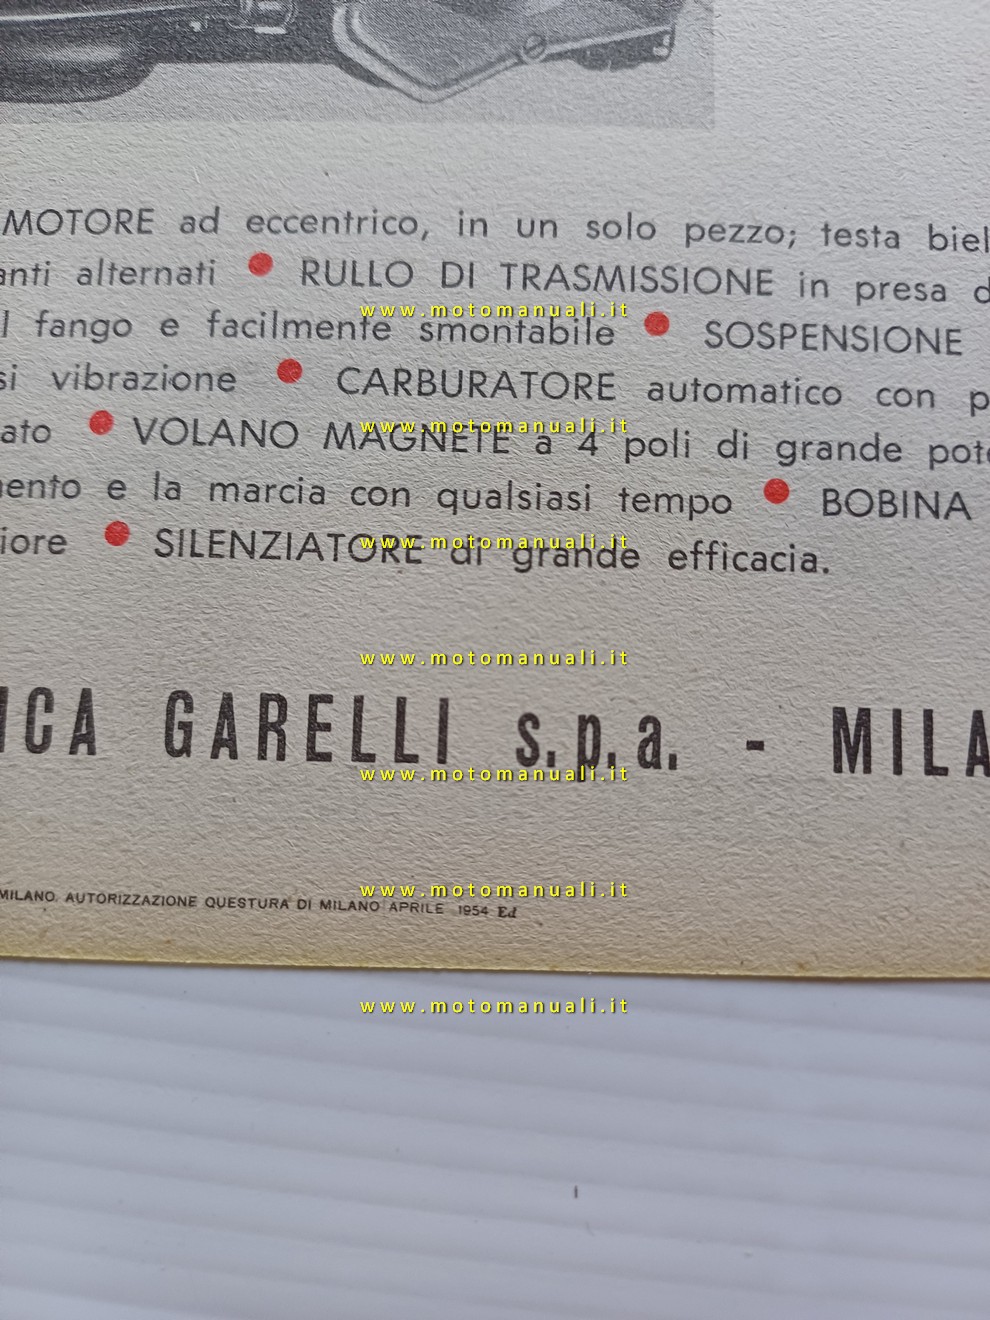 MOTORE ad eccentrico, in un solo pezzo; testa biel
anti alternati ● RULLO DI TRASMISSIONE in presa d
l fango e facilmente smontabile ● SOSPENSIONE
si vibrazione ● CARBURATORE automatico con p
ato ● VOLANO MAGNETE a 4 poli di grande pote
mento e la marcia con qualsiasi tempo ● BOBINA
iore ● SILENZIATORE di grande efficacia.
ICA GARELLI s.p.a. - MILA
MILANO. AUTORIZZAZIONE QUESTURA DI MILANO APRILE 1954 Ed
www.motomanuali.it
www.motomanuali.it
www.motomanuali.it
www.motomanuali.it
www.motomanuali.it
www.motomanuali.it
www.motomanuali.it